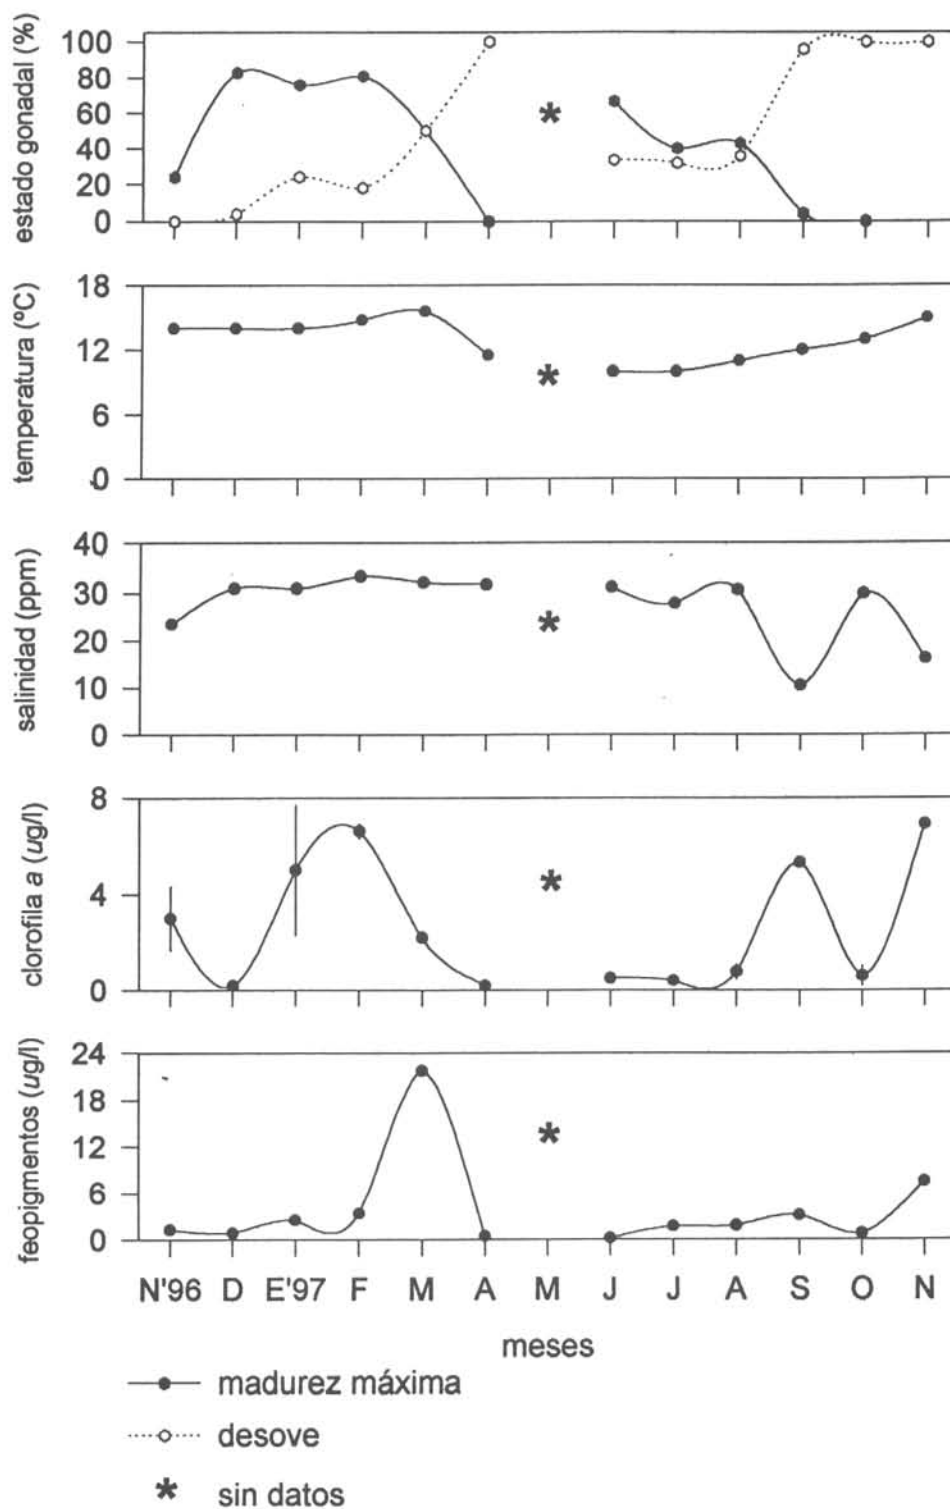 estado gonadal (%)
100
80
60
40
20
0
*
temperatura (ºC)
18
12
6
0
*
salinidad (ppm)
40
30
20
10
0
*
clorofila a (ug/l)
8
4
0
*
feopigmentos (ug/l)
24
18
12
6
0
*
N'96 D E'97 F M A M J J A S O N
meses
madurez máxima
desove
* sin datos